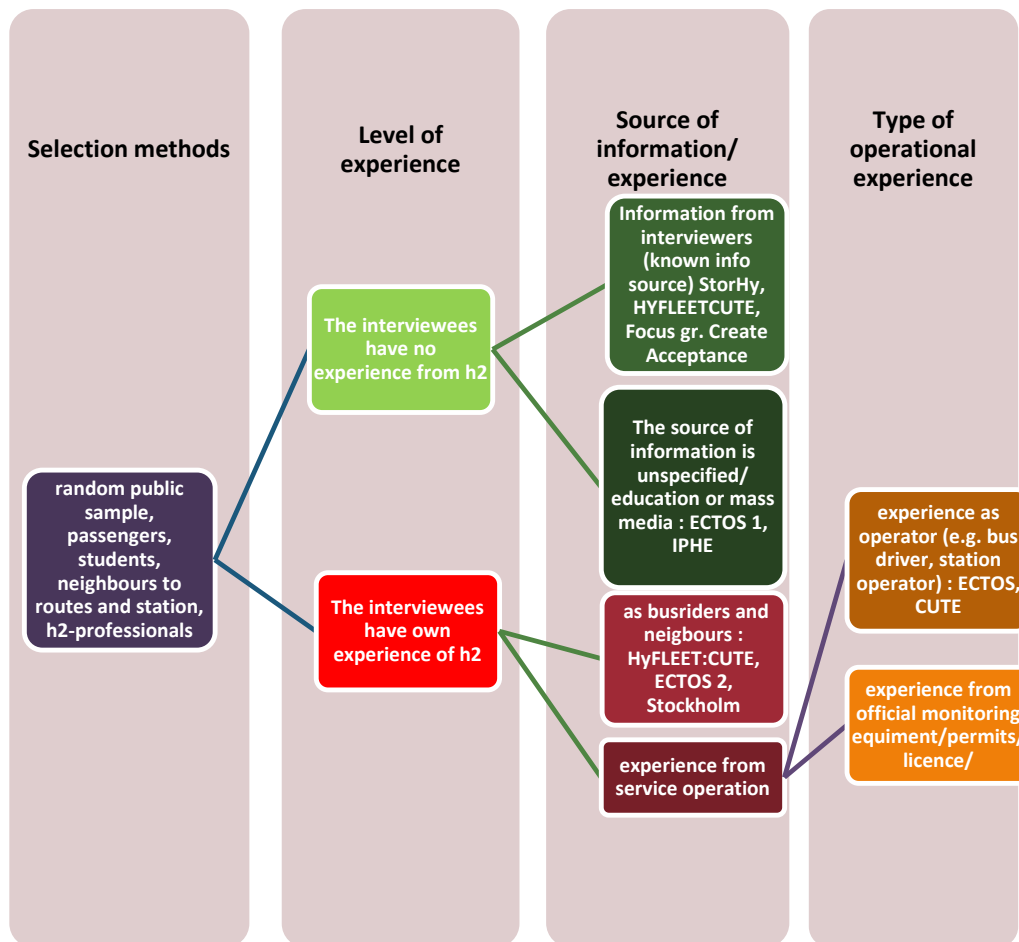 Selection methods
Level of
experience
Source of
information/
experience
Type of
operational
experience
random public
sample,
passengers,
students,
neighbours to
routes and station,
h2-professionals
The interviewees
have no
experience from h2
The interviewees
have own
experience of h2
Information from
interviewers
(known info
source) StorHy,
HYFLEETCUTE,
Focus gr. Create
Acceptance
The source of
information is
unspecified/
education or mass
media : ECTOS 1,
IPHE
as busriders and
neigbours :
HyFLEET:CUTE,
ECTOS 2,
Stockholm
experience from
service operation
experience as
operator (e.g. bus
driver, station
operator) : ECTOS,
CUTE
experience from
official monitoring
equiment/permits/
licence/